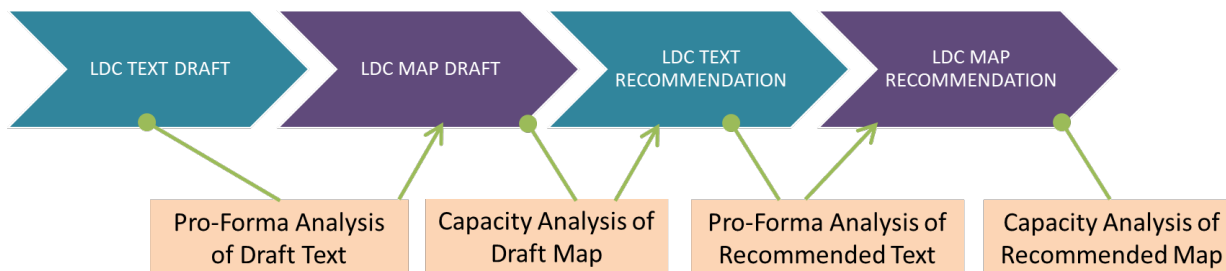 LDC TEXT DRAFT
LDC MAP DRAFT
LDC TEXT
RECOMMENDATION
LDC MAP
RECOMMENDATION
Pro-Forma Analysis
of Draft Text
Capacity Analysis of
Draft Map
Pro-Forma Analysis of
Recommended Text
Capacity Analysis of
Recommended Map